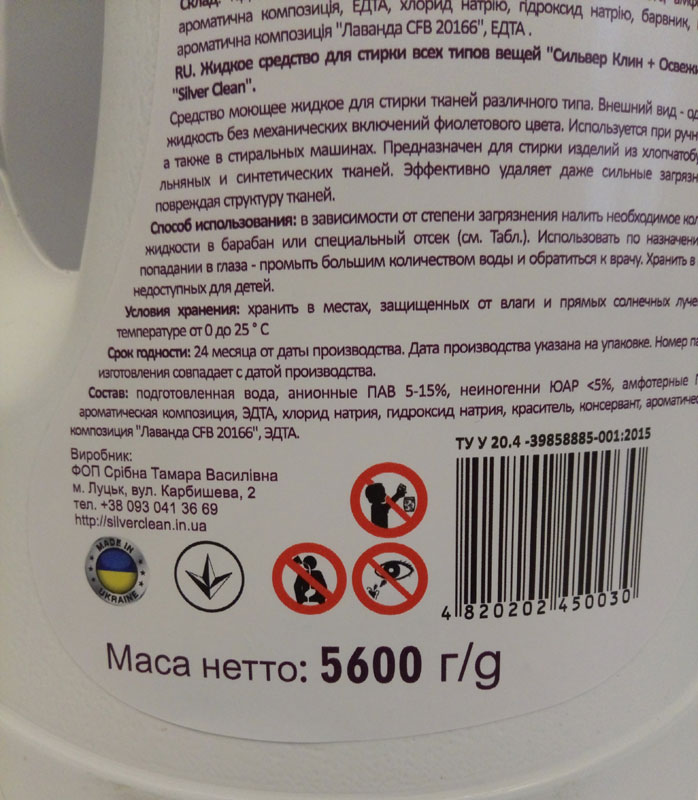 Склад:
ароматична композиція, ЕДТА, хлорид натрію, гідроксид натрію, барвник,
ароматична композиція "Лаванда CFB 20166", ЕДТА .
RU. Жидкое средство для стирки всех типов вещей "Сильвер Клин + Освеж
"Silver Clean".
Средство моющее жидкое для стирки тканей различного типа. Внешний вид - од
жидкость без механических включений фиолетового цвета. Используется при ручн
а также в стиральных машинах. Предназначен для стирки изделий из хлопчатобу
льняных и синтетических тканей. Эффективно удаляет даже сильные загрязн
повреждая структуру тканей.
Способ использования: в зависимости от степени загрязнения налить необходимое кол
жидкости в барабан или специальный отсек (см. Табл.). Использовать по назначени
попадании в глаза - промыть большим количеством воды и обратиться к врачу. Хранить в
недоступных для детей.
Условия хранения: хранить в местах, защищенных от влаги и прямых солнечных луче
температуре от 0 до 25 ° С
Срок годности: 24 месяца от даты производства. Дата производства указана на упаковке. Номер па
изготовления совпадает с датой производства.
Состав: подготовленная вода, анионные ПАВ 5-15%, неиногенни ЮАР <5%, амфотерные
ароматическая композиция, ЭДТА, хлорид натрия, гидроксид натрия, краситель, консервант, ароматичес
композиция "Лаванда CFB 20166", ЭДТА.
ТУ У 20.4 -39858885-001:2015
Виробник:
ФОП Срібна Тамара Василівна
м. Луцьк, вул. Карбишева, 2
тел. +38 093 041 36 69
http://silverclean.in.ua
MADE IN
UKRAINE
4 820202 450030
Маса нетто: 5600 г/g